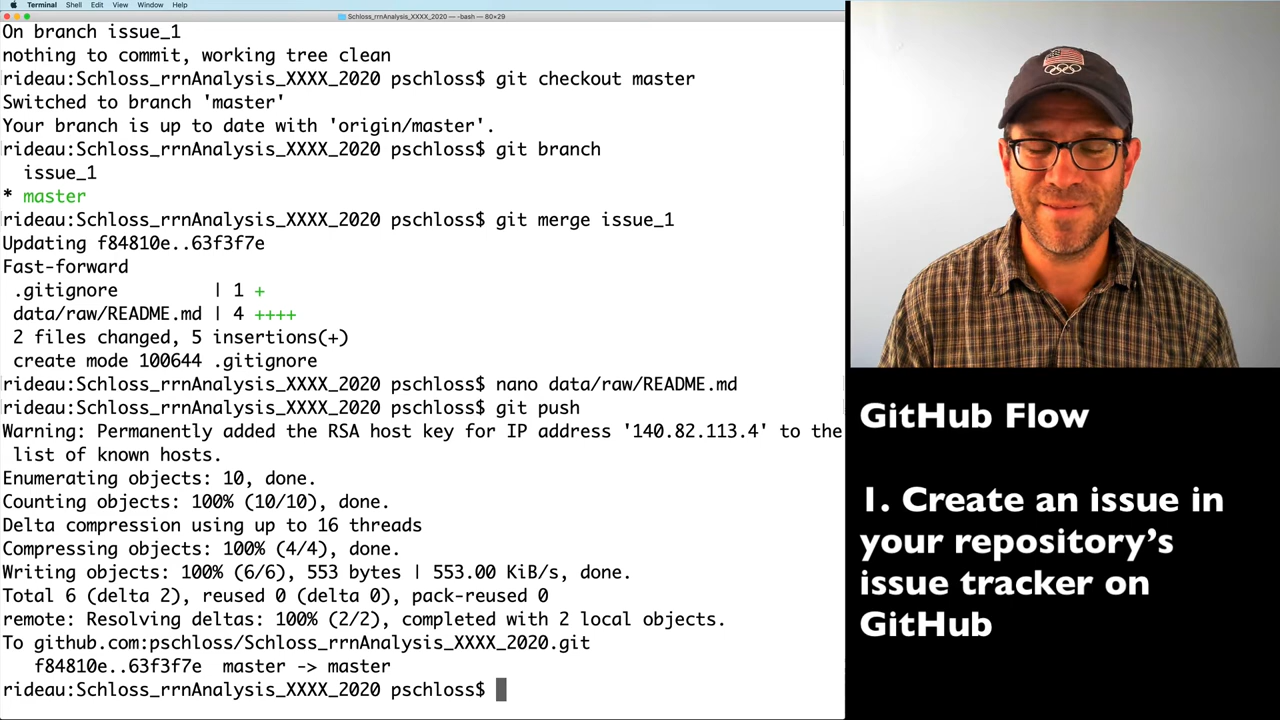 Terminal Shell Edit View Window Help
Schloss_rrnAnalysis_XXXX_2020 — -bash — 80×29
On branch issue_1
nothing to commit, working tree clean
rideau:Schloss_rrnAnalysis_XXXX_2020 pschloss$ git checkout master
Switched to branch 'master'
Your branch is up to date with 'origin/master'.
rideau:Schloss_rrnAnalysis_XXXX_2020 pschloss$ git branch
issue_1
* master
rideau:Schloss_rrnAnalysis_XXXX_2020 pschloss$ git merge issue_1
Updating f84810e..63f3f7e
Fast-forward
.gitignore | 1 +
data/raw/README.md | 4 ++++
2 files changed, 5 insertions(+)
create mode 100644 .gitignore
rideau:Schloss_rrnAnalysis_XXXX_2020 pschloss$ nano data/raw/README.md
rideau:Schloss_rrnAnalysis_XXXX_2020 pschloss$ git push
Warning: Permanently added the RSA host key for IP address '140.82.113.4' to the
list of known hosts.
Enumerating objects: 10, done.
Counting objects: 100% (10/10), done.
Delta compression using up to 16 threads
Compressing objects: 100% (4/4), done.
Writing objects: 100% (6/6), 553 bytes | 553.00 KiB/s, done.
Total 6 (delta 2), reused 0 (delta 0), pack-reused 0
remote: Resolving deltas: 100% (2/2), completed with 2 local objects.
To github.com:pschloss/Schloss_rrnAnalysis_XXXX_2020.git
f84810e..63f3f7e master -> master
rideau:Schloss_rrnAnalysis_XXXX_2020 pschloss$
GitHub Flow
1. Create an issue in
your repository's
issue tracker on
GitHub